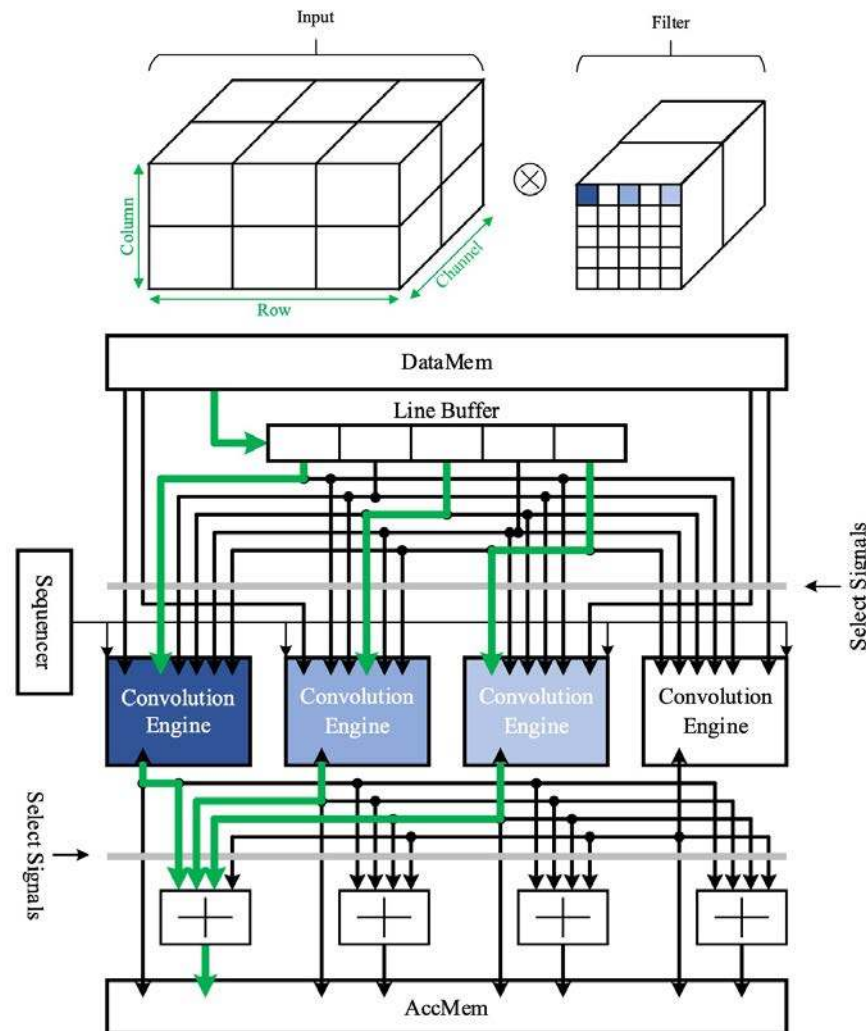 Input
Filter
Column
Row
Channel
DataMem
Line Buffer
Select Signals
Sequencer
Convolution
Engine
Convolution
Engine
Convolution
Engine
Convolution
Engine
Select Signals
AccMem